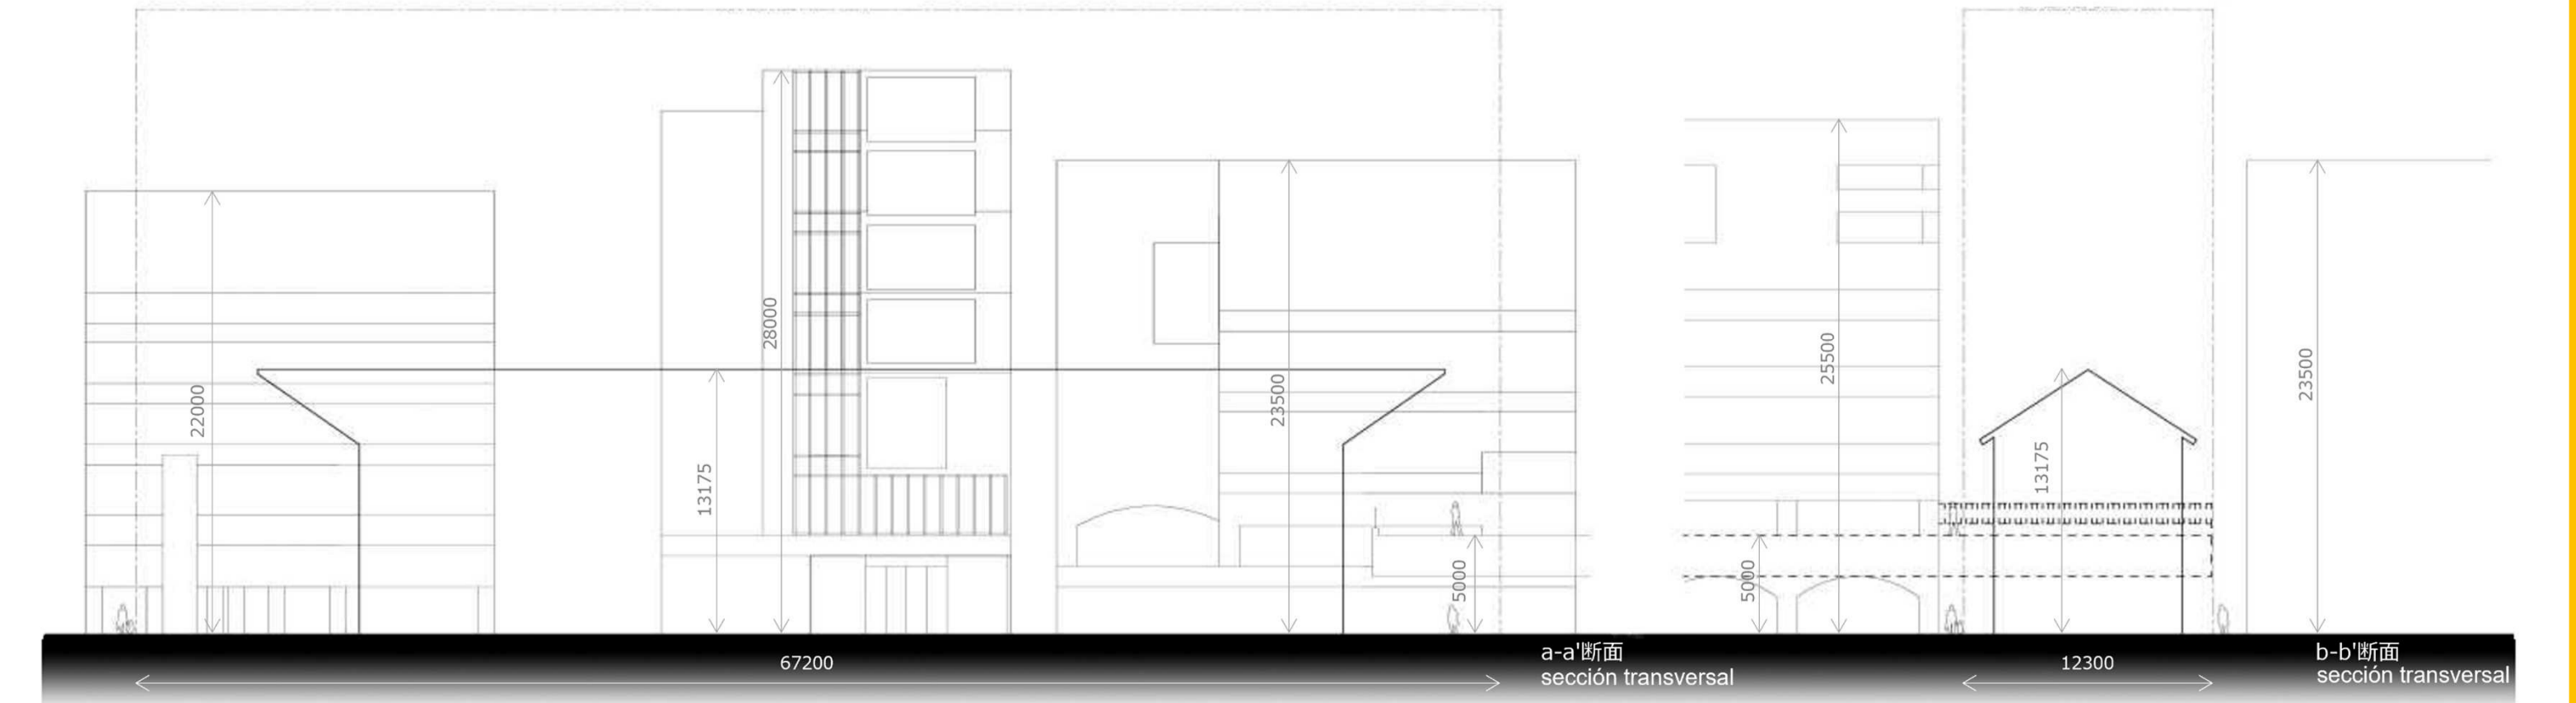 22000
13175
28000
23500
5000
67200
a-a'断面
sección transversal
5000
25500
13175
23500
12300
b-b'断面
sección transversal